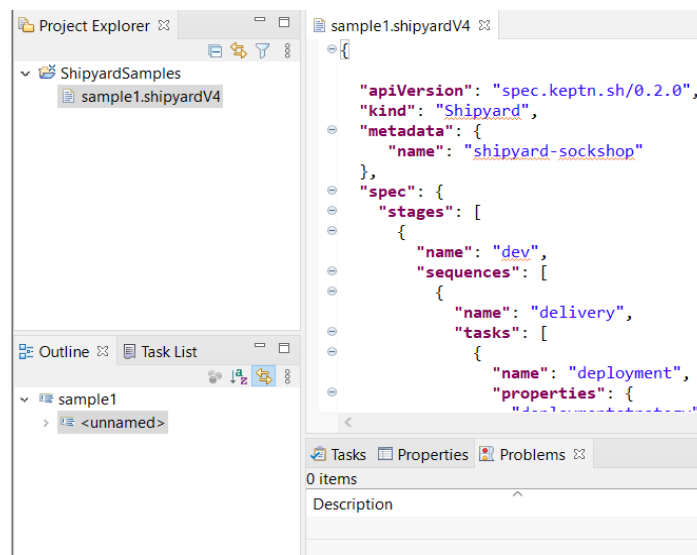 Project Explorer
ShipyardSamples
sample1.shipyardV4
Outline
Task List
sample1
<unnamed>
sample1.shipyardV4
{
"apiVersion": "spec.keptn.sh/0.2.0",
"kind": "Shipyard",
"metadata": {
"name": "shipyard-sockshop"
},
"spec": {
"stages": [
{
"name": "dev",
"sequences": [
{
"name": "delivery",
"tasks": [
{
"name": "deployment",
"properties": {
Tasks
Properties
Problems
0 items
Description